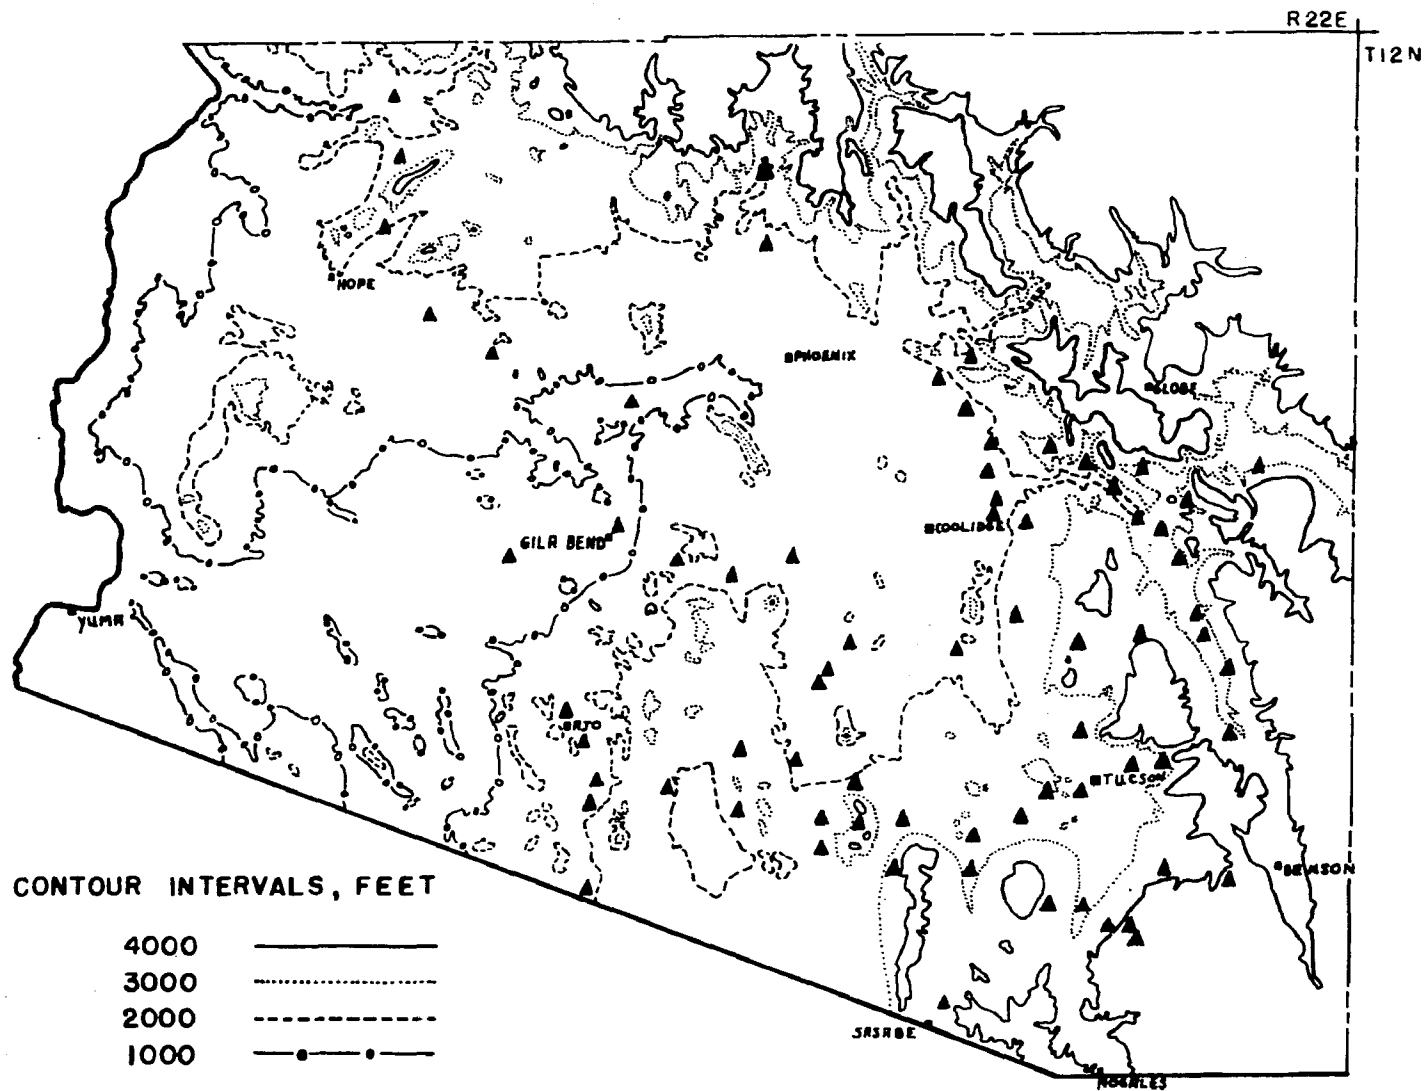 R22E
T12N
HOPE
PHOENIX
GLOBE
COOLIDGE
GILA BEND
YUMA
AJO
TUCSON
BENSON
CONTOUR INTERVALS, FEET
4000
3000
2000
1000
SASABE
NOGALES